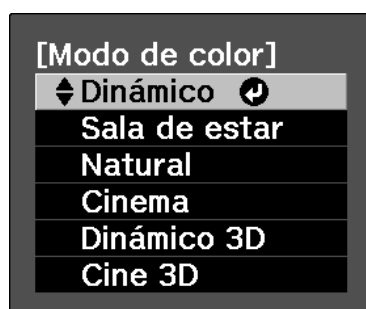 [Modo de color]
Dinámico
Sala de estar
Natural
Cinema
Dinámico 3D
Cine 3D